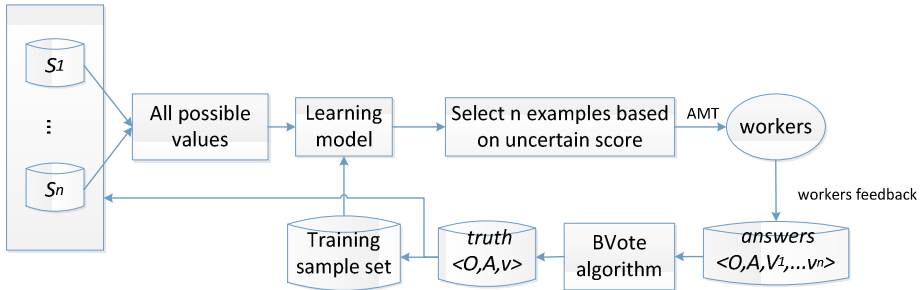 S1
...
Sn
All possible
values
Learning
model
Select n examples based
on uncertain score
AMT
workers
workers feedback
answers
<O,A,V1,...vn>
BVote
algorithm
truth
<O,A,v>
Training
sample set